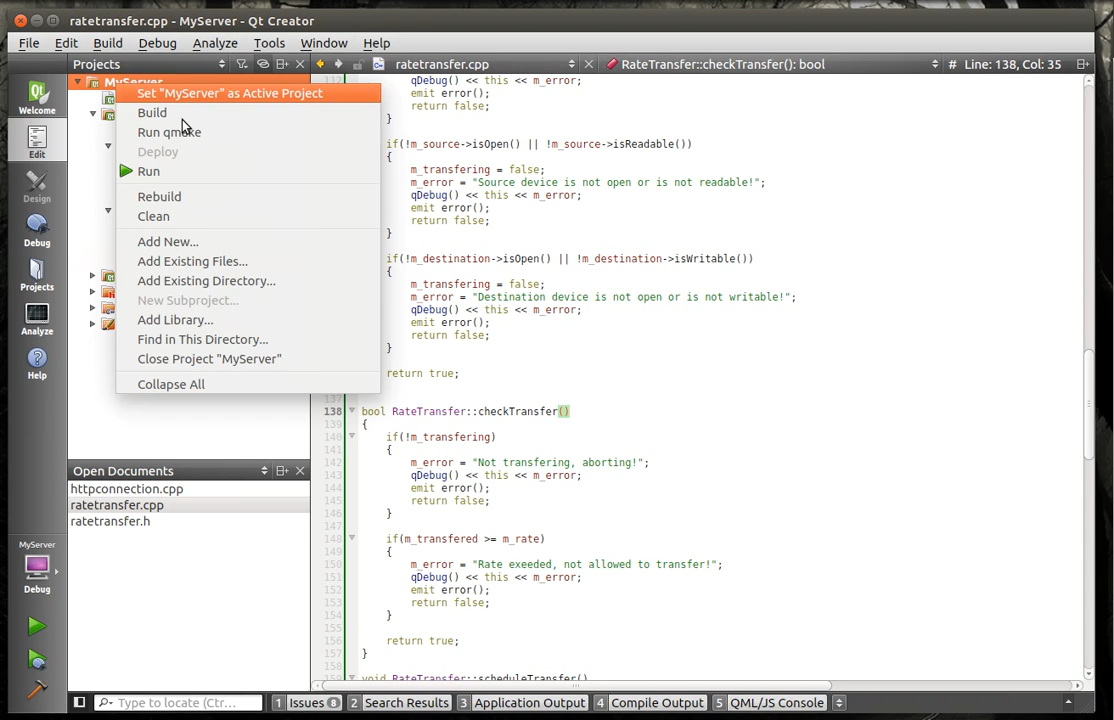 ratetransfer.cpp - MyServer - Qt Creator
File Edit Build Debug Analyze Tools Window Help
Projects ratetransfer.cpp RateTransfer::checkTransfer(): bool # Line: 138, Col: 35
MyServer
Set "MyServer" as Active Project
Build
Run qmake
Deploy
Run
Rebuild
Clean
Add New...
Add Existing Files...
Add Existing Directory...
New Subproject...
Add Library...
Find in This Directory...
Close Project "MyServer"
Collapse All
Welcome
Edit
Design
Debug
Projects
Analyze
Help
MyServer
Debug
Open Documents
httpconnection.cpp
ratetransfer.cpp
ratetransfer.h
qDebug() << this << m_error;
emit error();
return false;
}
if(!m_source->isOpen() || !m_source->isReadable())
{
m_transfering = false;
m_error = "Source device is not open or is not readable!";
qDebug() << this << m_error;
emit error();
return false;
}
if(!m_destination->isOpen() || !m_destination->isWritable())
{
m_transfering = false;
m_error = "Destination device is not open or is not writable!";
qDebug() << this << m_error;
emit error();
return false;
}
return true;
137
138 bool RateTransfer::checkTransfer()
139 {
140 if(!m_transfering)
141 {
142 m_error = "Not transfering, aborting!";
143 qDebug() << this << m_error;
144 emit error();
145 return false;
146 }
147
148 if(m_transfered >= m_rate)
149 {
150 m_error = "Rate exeeded, not allowed to transfer!";
151 qDebug() << this << m_error;
152 emit error();
153 return false;
154 }
155
156 return true;
157 }
158
159 void RateTransfer::scheduleTransfer()
Type to locate (Ctr... 1 Issues 8 2 Search Results 3 Application Output 4 Compile Output 5 QML/JS Console